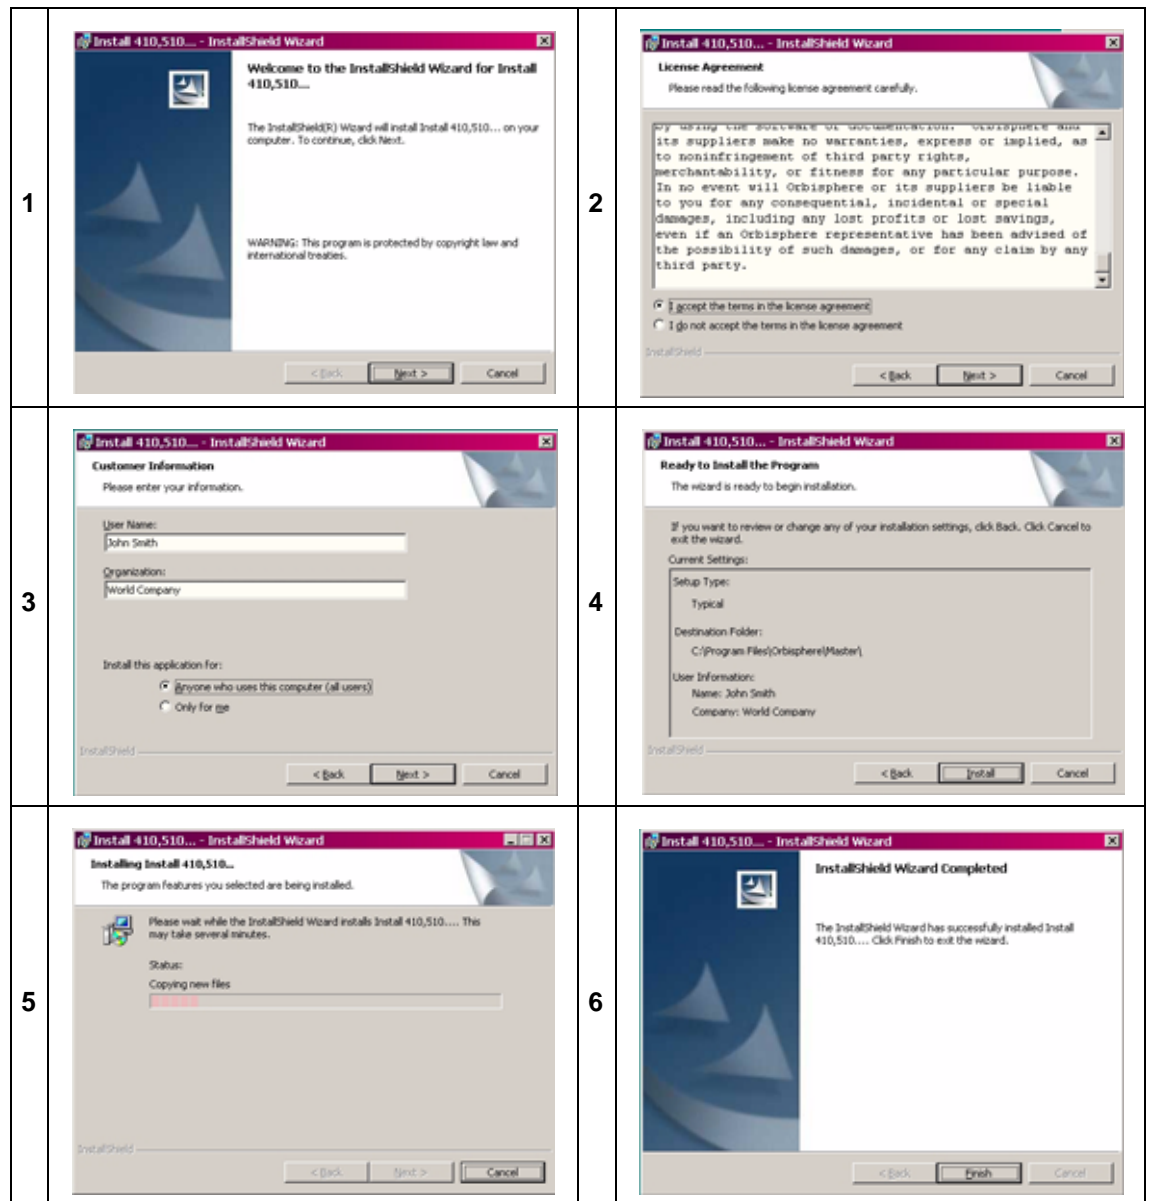 1
Install 410,510... - InstallShield Wizard
Welcome to the InstallShield Wizard for Install
410,510...
The InstallShield(R) Wizard will install Install 410,510... on your
computer. To continue, click Next.
WARNING: This program is protected by copyright law and
international treaties.
< Back
Next >
Cancel
2
Install 410,510... - InstallShield Wizard
License Agreement
Please read the following license agreement carefully.
by using the software or documentation. Orbisphere and
its suppliers make no warranties, express or implied, as
to noninfringement of third party rights,
merchantability, or fitness for any particular purpose.
In no event will Orbisphere or its suppliers be liable
to you for any consequential, incidental or special
damages, including any lost profits or lost savings,
even if an Orbisphere representative has been advised of
the possibility of such damages, or for any claim by any
third party.
I accept the terms in the license agreement
I do not accept the terms in the license agreement
InstallShield
< Back
Next >
Cancel
3
Install 410,510... - InstallShield Wizard
Customer Information
Please enter your information.
User Name:
John Smith
Organization:
World Company
Install this application for:
Anyone who uses this computer (all users)
Only for me
InstallShield
< Back
Next >
Cancel
4
Install 410,510... - InstallShield Wizard
Ready to Install the Program
The wizard is ready to begin installation.
If you want to review or change any of your installation settings, click Back. Click Cancel to
exit the wizard.
Current Settings:
Setup Type:
Typical
Destination Folder:
C:\Program Files\Orbisphere\Master\
User Information:
Name: John Smith
Company: World Company
InstallShield
< Back
Install
Cancel
5
Install 410,510... - InstallShield Wizard
Installing Install 410,510...
The program features you selected are being installed.
Please wait while the InstallShield Wizard installs Install 410,510.... This
may take several minutes.
Status:
Copying new files
InstallShield
< Back
Next >
Cancel
6
Install 410,510... - InstallShield Wizard
InstallShield Wizard Completed
The InstallShield Wizard has successfully installed Install
410,510.... Click Finish to exit the wizard.
< Back
Finish
Cancel